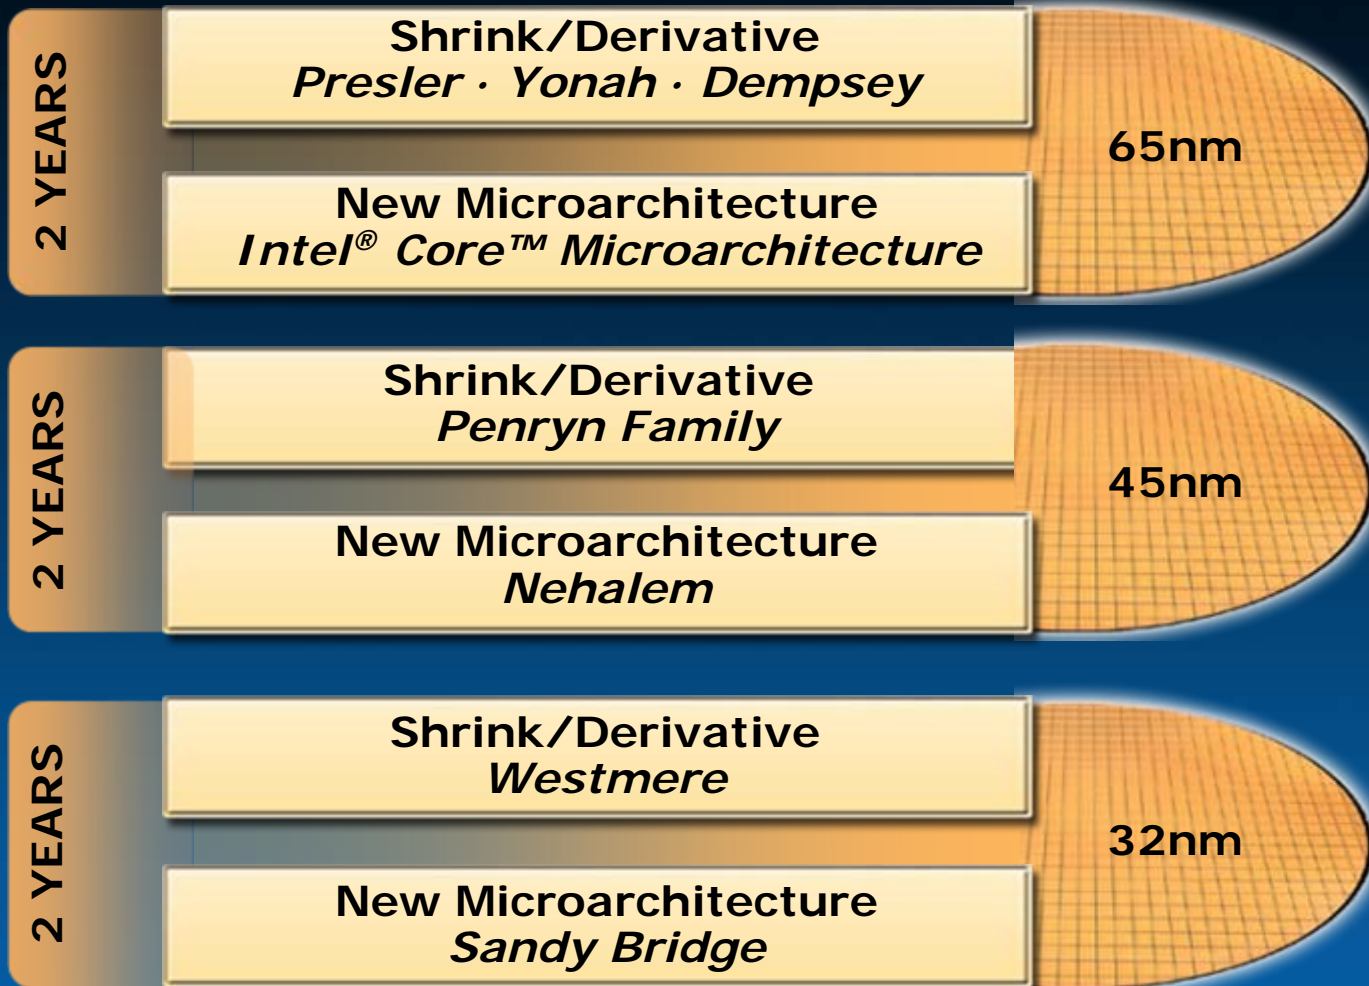 2 YEARS
Shrink/Derivative
Presler · Yonah · Dempsey
New Microarchitecture
Intel® Core™ Microarchitecture
65nm
2 YEARS
Shrink/Derivative
Penryn Family
New Microarchitecture
Nehalem
45nm
2 YEARS
Shrink/Derivative
Westmere
New Microarchitecture
Sandy Bridge
32nm